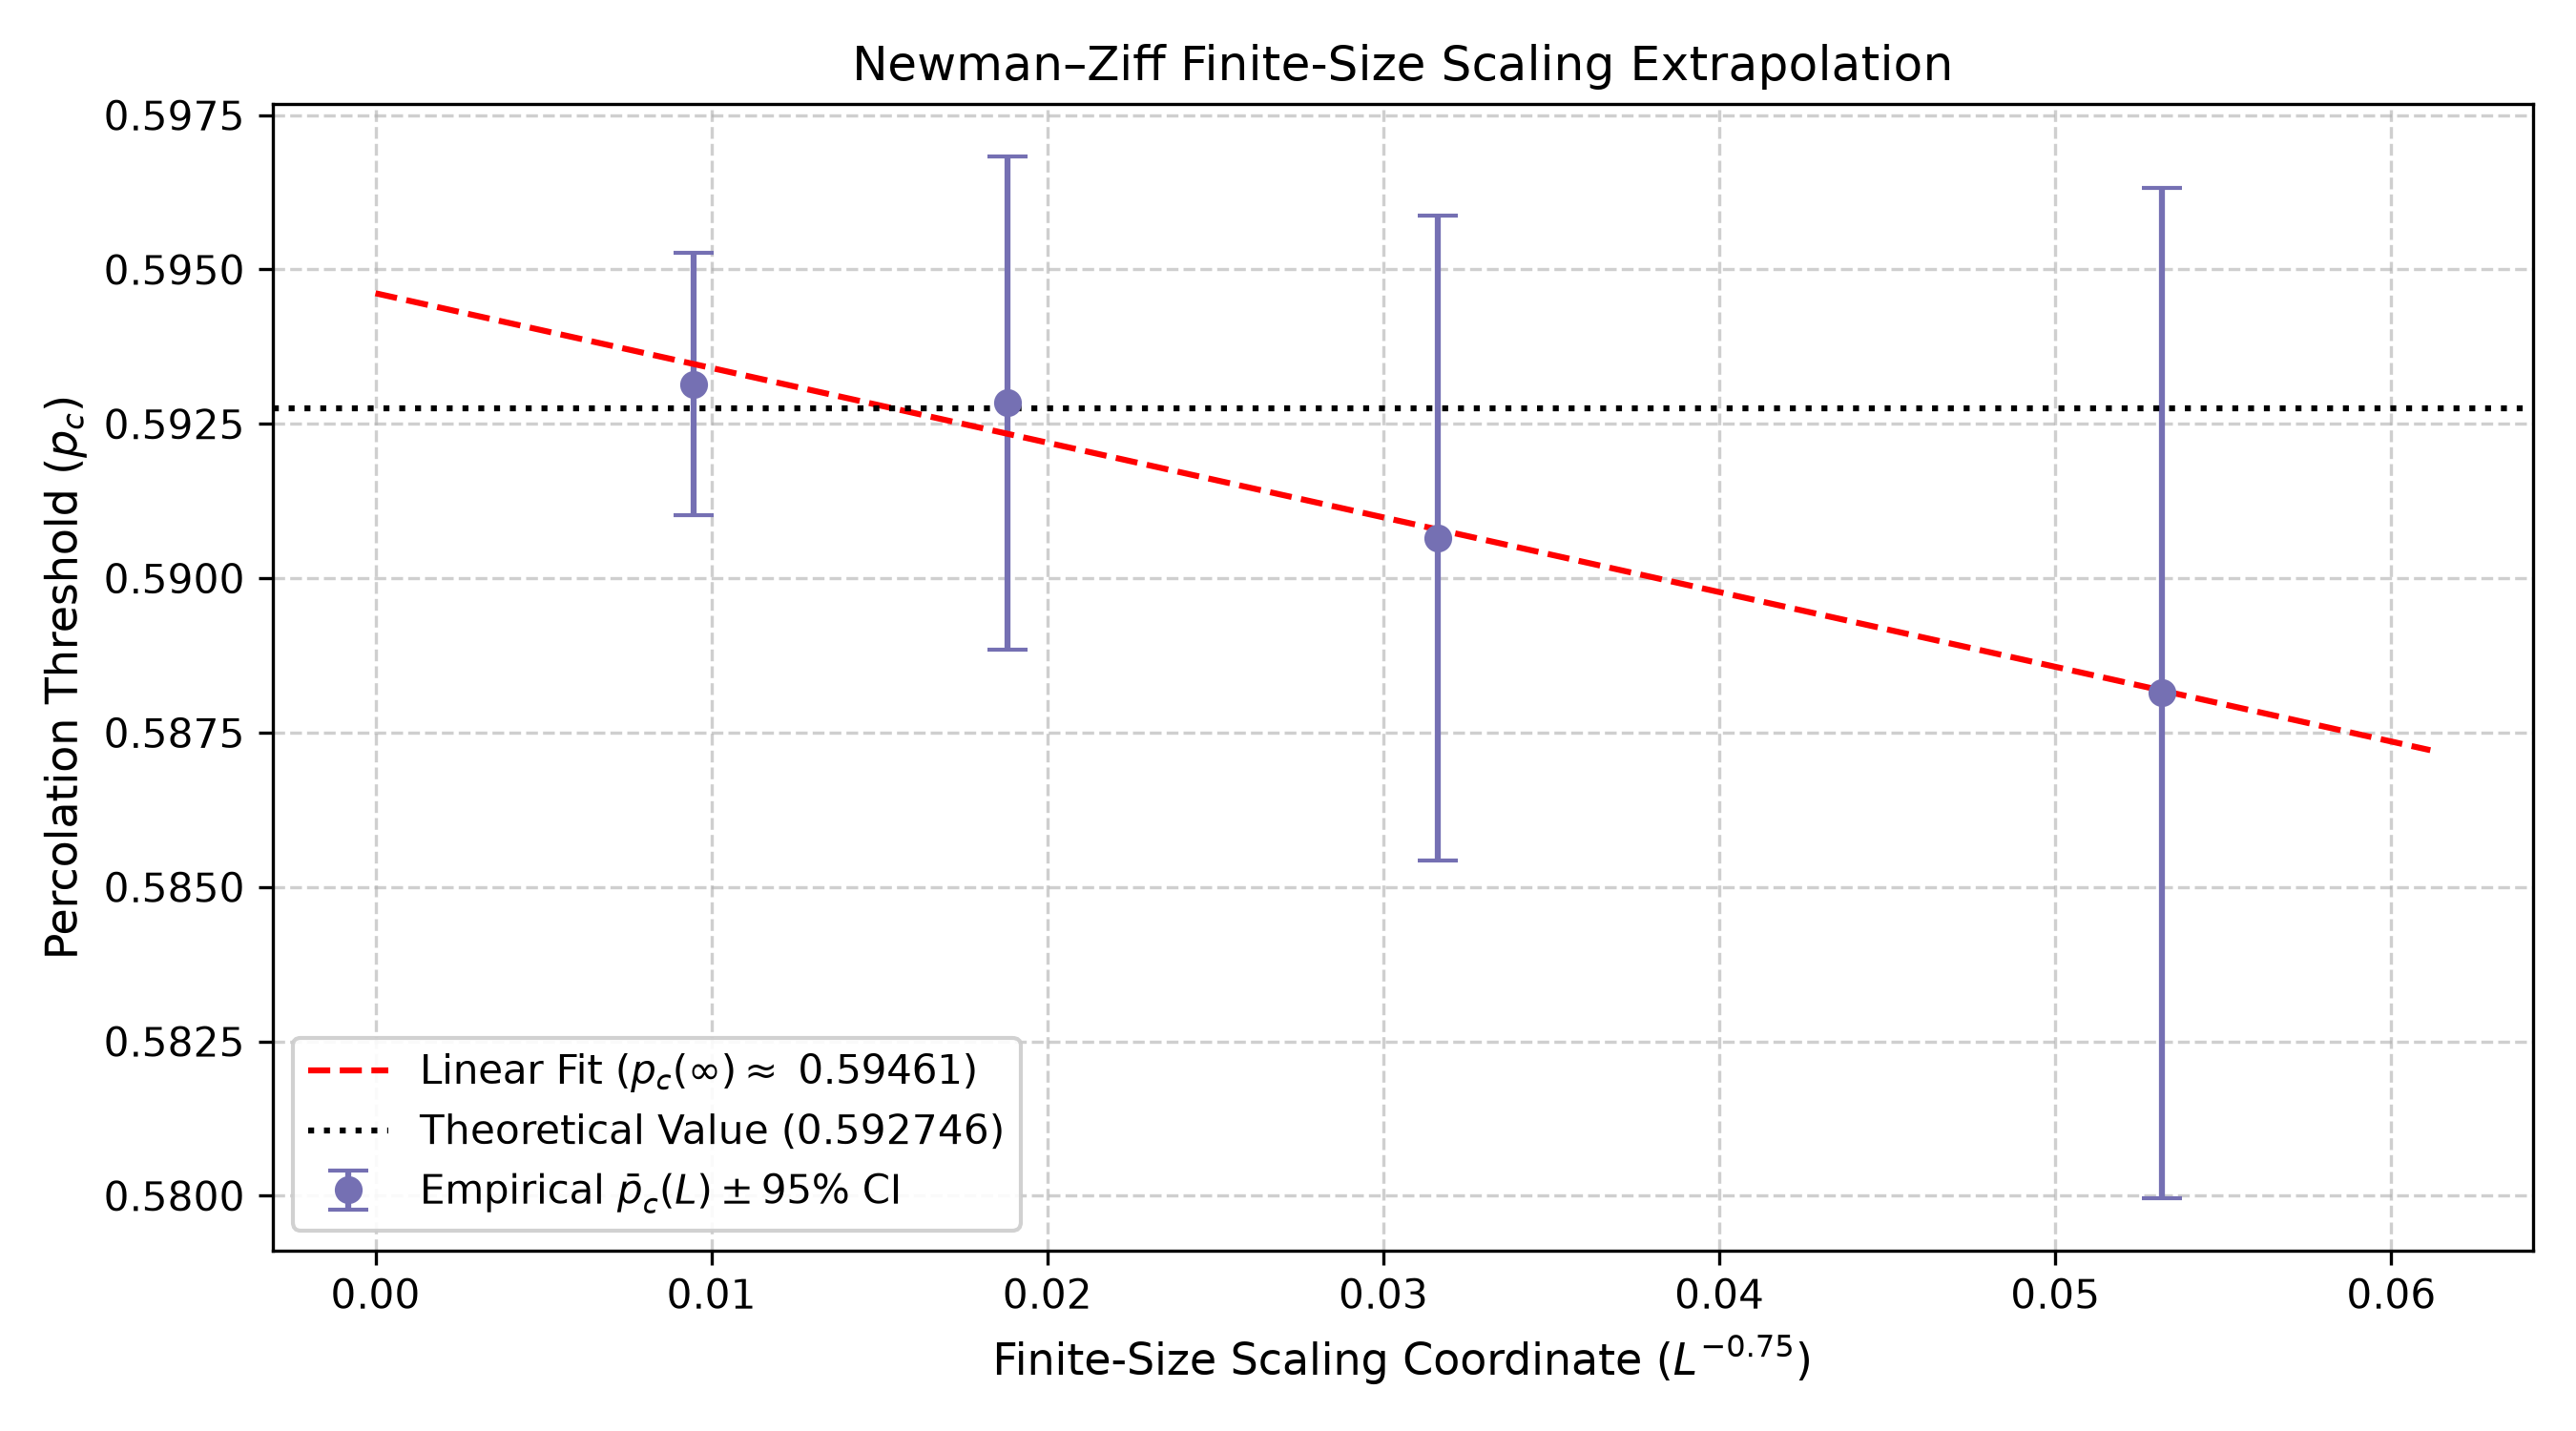 Newman–Ziff Finite-Size Scaling Extrapolation
Percolation Threshold (p_c)
0.5975
0.5950
0.5925
0.5900
0.5875
0.5850
0.5825
0.5800
Linear Fit (p_c(∞) ≈ 0.59461)
Theoretical Value (0.592746)
Empirical p̄_c(L) ± 95% CI
0.00 0.01 0.02 0.03 0.04 0.05 0.06
Finite-Size Scaling Coordinate (L^{−0.75})